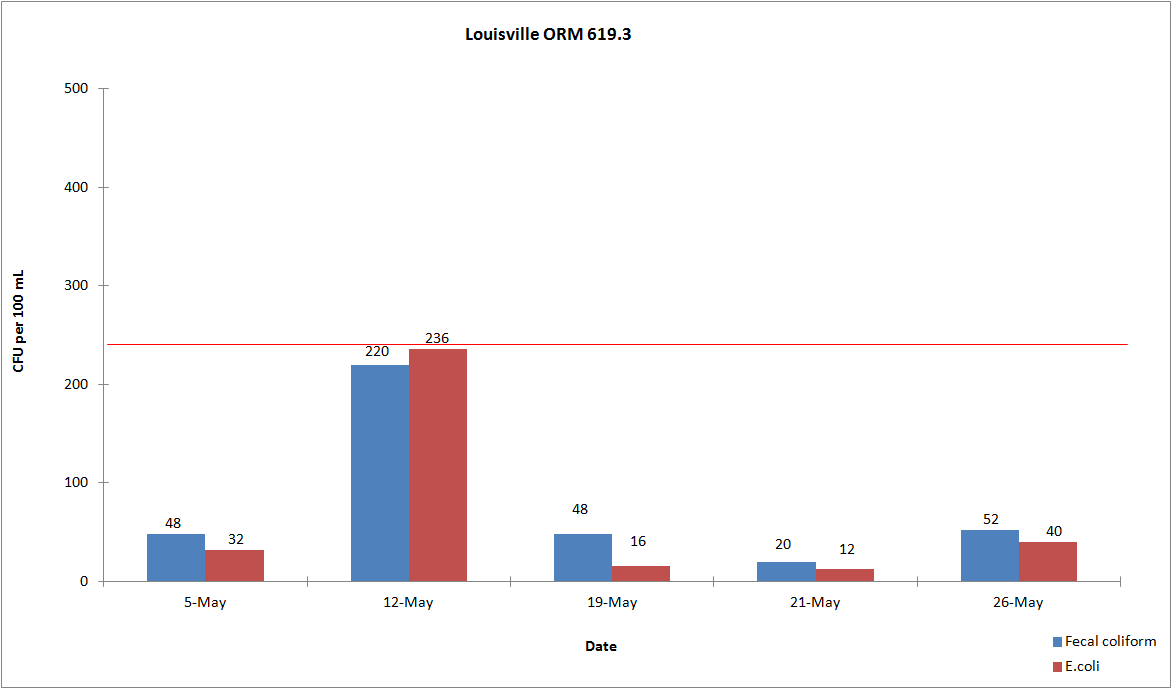 Louisville ORM 619.3
500
400
300
200
100
0
CFU per 100 mL
48
32
220
236
48
16
20
12
52
40
5-May
12-May
19-May
21-May
26-May
Date
Fecal coliform
E.coli